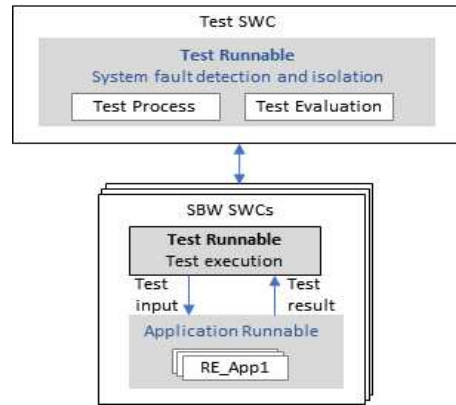 Test SWC
Test Runnable
System fault detection and isolation
Test Process
Test Evaluation
SBW SWCs
Test Runnable
Test execution
Test
input
Test
result
Application Runnable
RE_App1